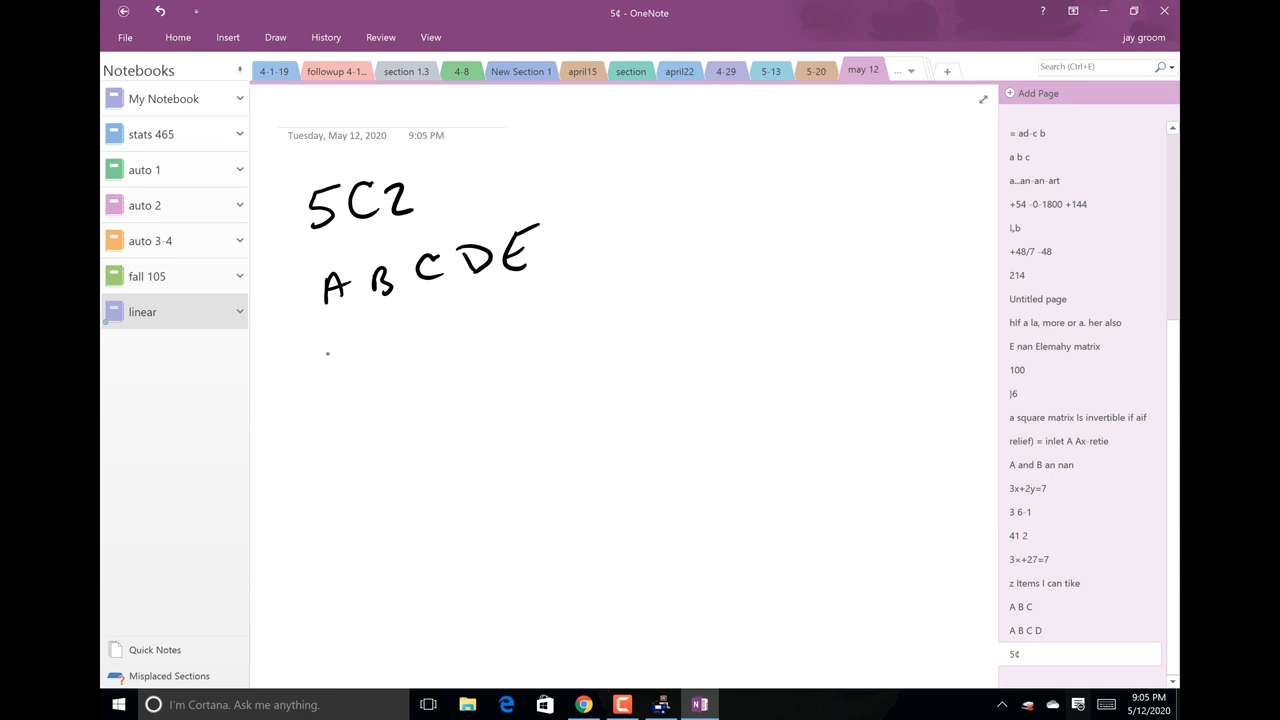 5¢ - OneNote
?
File Home Insert Draw History Review View
jay groom
Notebooks
4-1-19 followup 4-1... section 1.3 4-8 New Section 1 april15 section april22 4-29 5-13 5-20 may 12 ... +
Search (Ctrl+E)
My Notebook
stats 465
auto 1
auto 2
auto 3-4
fall 105
linear
Quick Notes
Misplaced Sections
Tuesday, May 12, 2020 9:05 PM
5C2
A B C D E
Add Page
= ad-c b
a b c
a...an-an-art
+54 -0-1800 +144
l,b
+48/7 -48
214
Untitled page
hIf a la, more or a. her also
E nan Elemahy matrix
100
)6
a square matrix Is invertible if aif
relief) = inlet A Ax-retie
A and B an nan
3x+2y=7
3 6-1
41 2
3×+27=7
z Items I can tike
A B C
A B C D
5¢
I'm Cortana. Ask me anything.
9:05 PM
5/12/2020